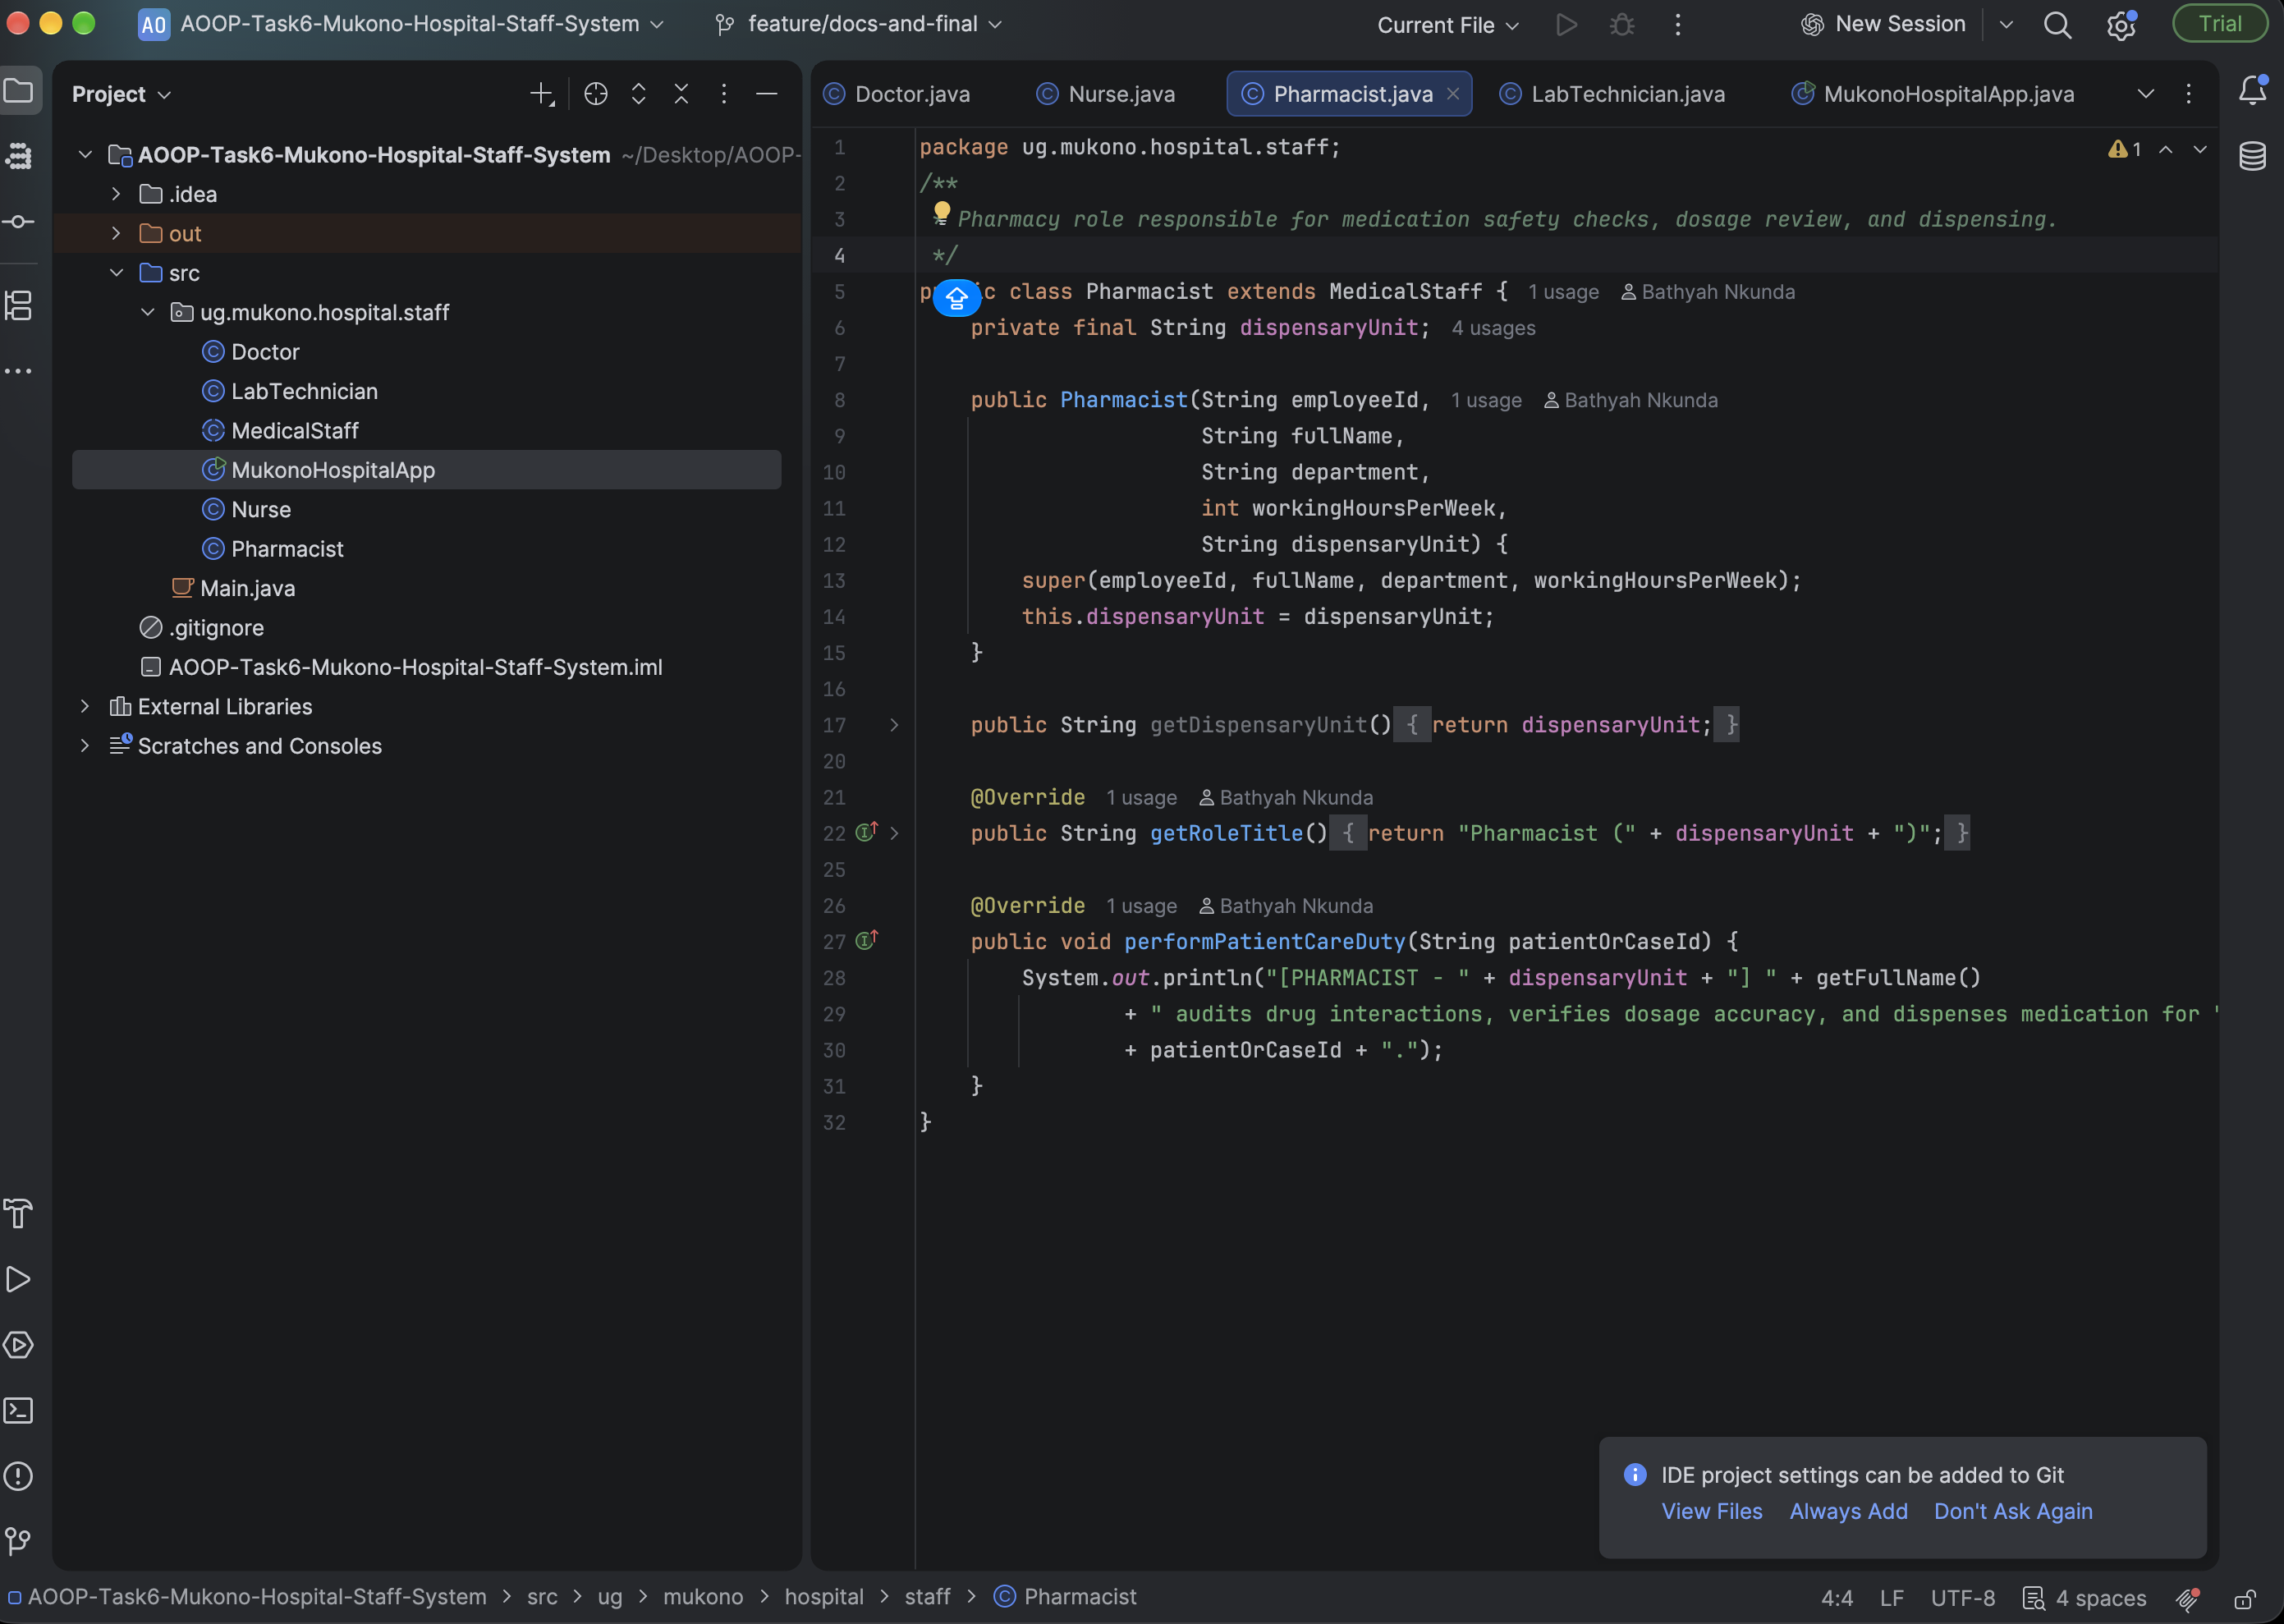 AO AOOP-Task6-Mukono-Hospital-Staff-System feature/docs-and-final Current File New Session Trial
Project
AOOP-Task6-Mukono-Hospital-Staff-System ~/Desktop/AOOP-
.idea
out
src
ug.mukono.hospital.staff
Doctor
LabTechnician
MedicalStaff
MukonoHospitalApp
Nurse
Pharmacist
Main.java
.gitignore
AOOP-Task6-Mukono-Hospital-Staff-System.iml
External Libraries
Scratches and Consoles
Doctor.java Nurse.java Pharmacist.java LabTechnician.java MukonoHospitalApp.java
1 package ug.mukono.hospital.staff; 1
2 /**
3 Pharmacy role responsible for medication safety checks, dosage review, and dispensing.
4 */
5 class Pharmacist extends MedicalStaff { 1 usage Bathyah Nkunda
6 private final String dispensaryUnit; 4 usages
7
8 public Pharmacist(String employeeId, 1 usage Bathyah Nkunda
9 String fullName,
10 String department,
11 int workingHoursPerWeek,
12 String dispensaryUnit) {
13 super(employeeId, fullName, department, workingHoursPerWeek);
14 this.dispensaryUnit = dispensaryUnit;
15 }
16
17 public String getDispensaryUnit() { return dispensaryUnit; }
20
21 @Override 1 usage Bathyah Nkunda
22 public String getRoleTitle() { return "Pharmacist (" + dispensaryUnit + ")"; }
25
26 @Override 1 usage Bathyah Nkunda
27 public void performPatientCareDuty(String patientOrCaseId) {
28 System.out.println("[PHARMACIST - " + dispensaryUnit + "] " + getFullName()
29 + " audits drug interactions, verifies dosage accuracy, and dispenses medication for "
30 + patientOrCaseId + ".");
31 }
32 }
IDE project settings can be added to Git
View Files Always Add Don't Ask Again
AOOP-Task6-Mukono-Hospital-Staff-System > src > ug > mukono > hospital > staff > Pharmacist 4:4 LF UTF-8 4 spaces